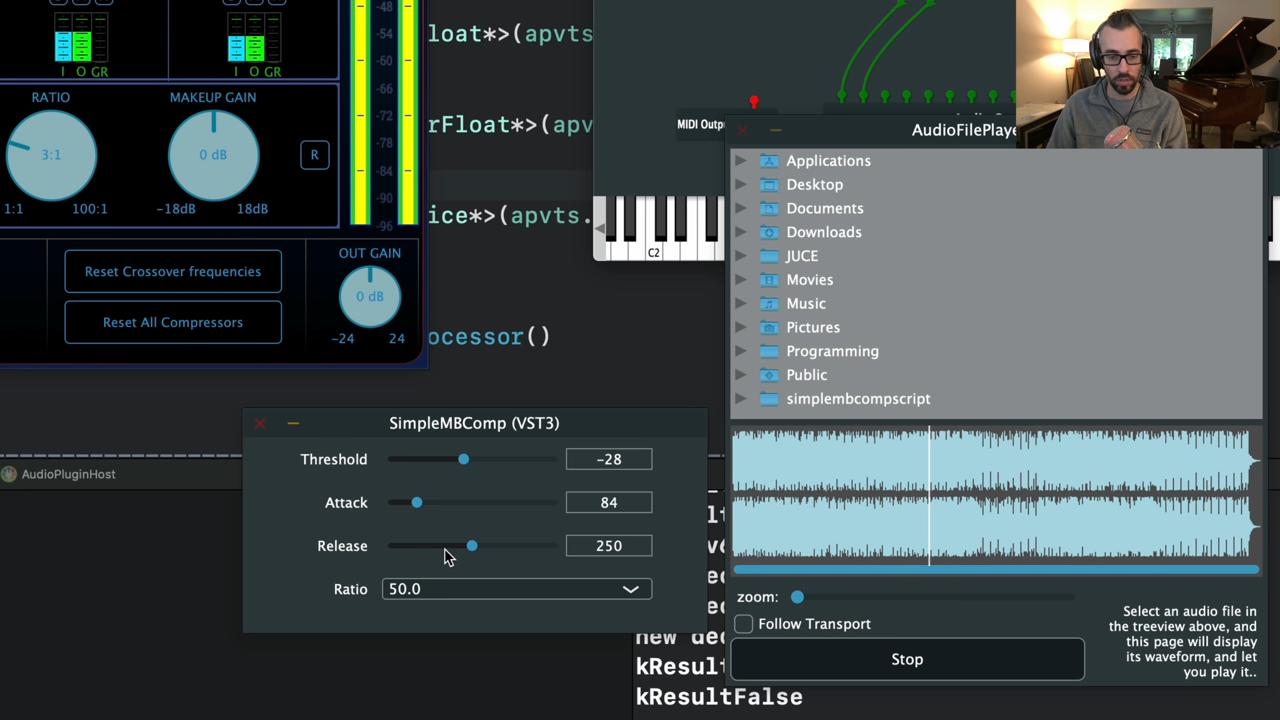 -48
-54
-60
-66
-72
-78
-84
-90
-96
I O GR
I O GR
RATIO
MAKEUP GAIN
3:1
0 dB
R
1:1
100:1
-18dB
18dB
Reset Crossover frequencies
Reset All Compressors
OUT GAIN
0 dB
-24
24
loat*>(apvts
rFloat*>(apv
ice*>(apvts.
ocessor()
MIDI Outp
C2
AudioFilePlaye
Applications
Desktop
Documents
Downloads
JUCE
Movies
Music
Pictures
Programming
Public
simplembcompscript
SimpleMBComp (VST3)
Threshold
-28
Attack
84
Release
250
Ratio
50.0
AudioPluginHost
new dec
kResult
kResultFalse
zoom:
Follow Transport
Stop
Select an audio file in
the treeview above, and
this page will display
its waveform, and let
you play it..